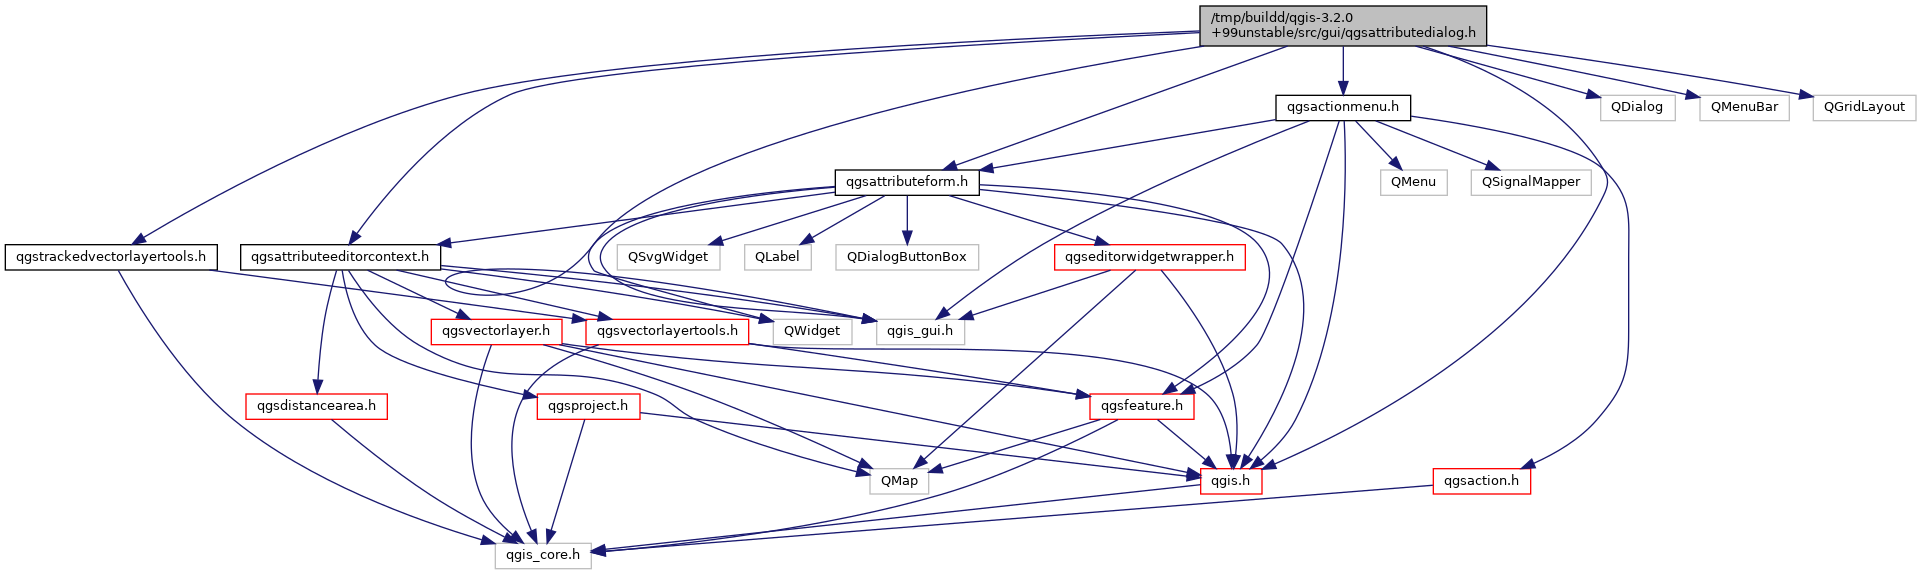 /tmp/buildd/qgis-3.2.0
+99unstable/src/gui/qgsattributedialog.h
qgsactionmenu.h
QDialog
QMenuBar
QGridLayout
qgsattributeform.h
QMenu
QSignalMapper
qgstrackedvectorlayertools.h
qgsattributeeditorcontext.h
QSvgWidget
QLabel
QDialogButtonBox
qgseditorwidgetwrapper.h
qgsvectorlayer.h
qgsvectorlayertools.h
QWidget
qgis_gui.h
qgsdistancearea.h
qgsproject.h
qgsfeature.h
QMap
qgis.h
qgsaction.h
qgis_core.h